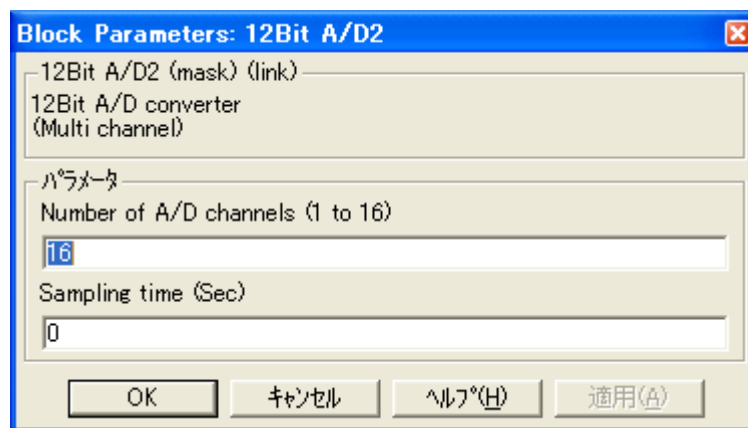 Block Parameters: 12Bit A/D2
12Bit A/D2 (mask) (link)
12Bit A/D converter
(Multi channel)
パラメータ
Number of A/D channels (1 to 16)
16
Sampling time (Sec)
0
OK キャンセル ヘルプ(H) 適用(A)